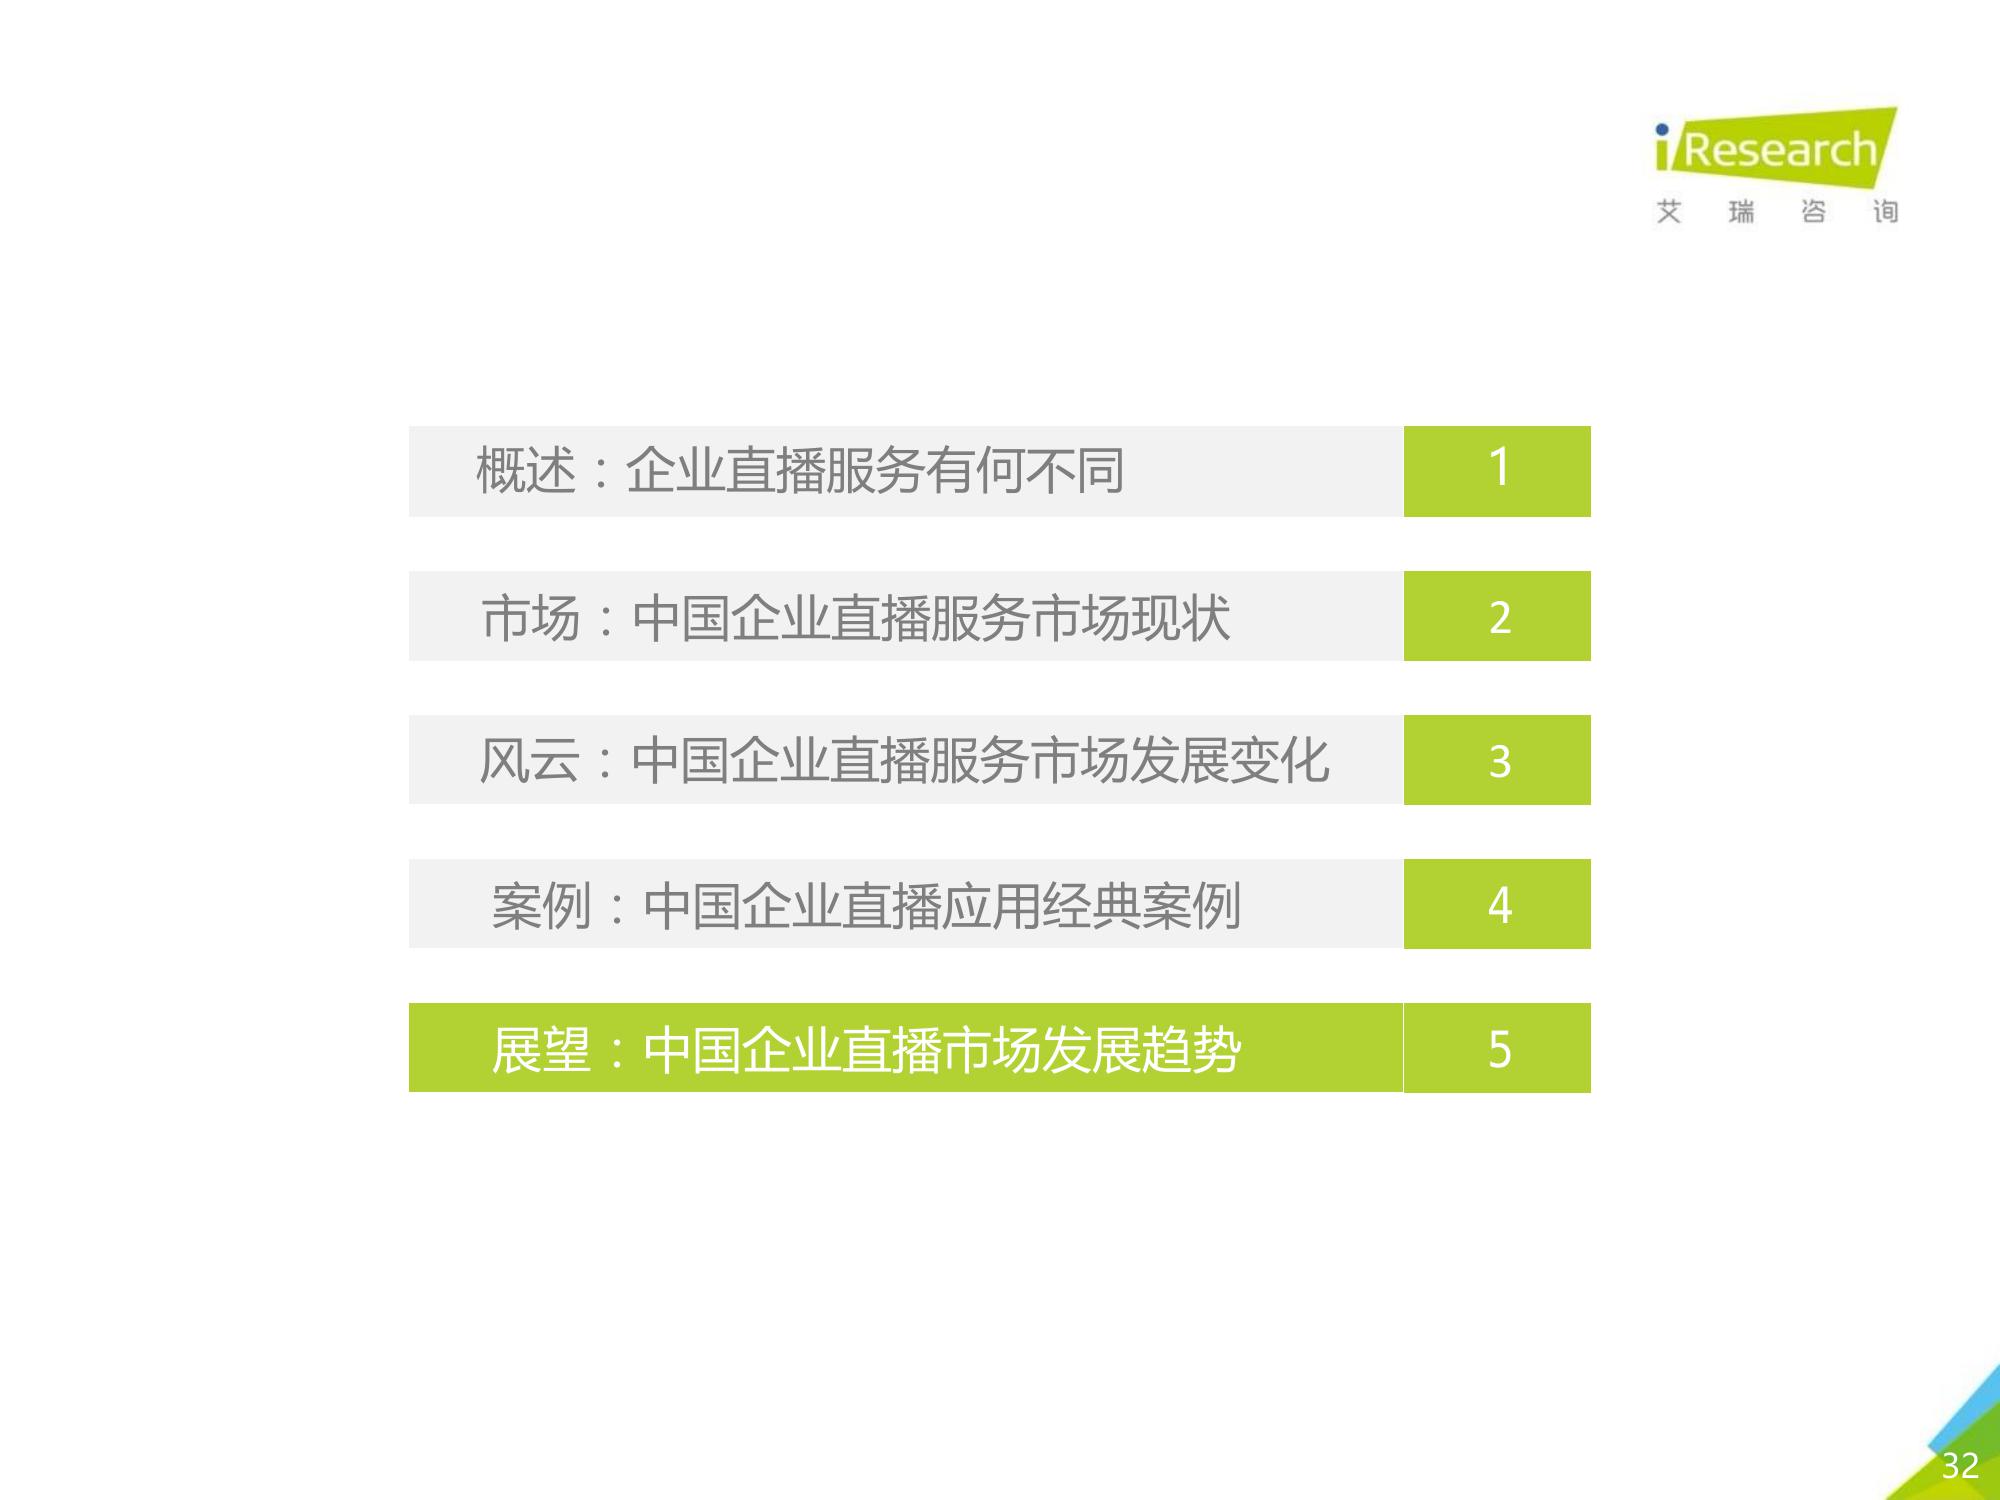 iResearch
艾瑞咨询
概述：企业直播服务有何不同 1
市场：中国企业直播服务市场现状 2
风云：中国企业直播服务市场发展变化 3
案例：中国企业直播应用经典案例 4
展望：中国企业直播市场发展趋势 5
32